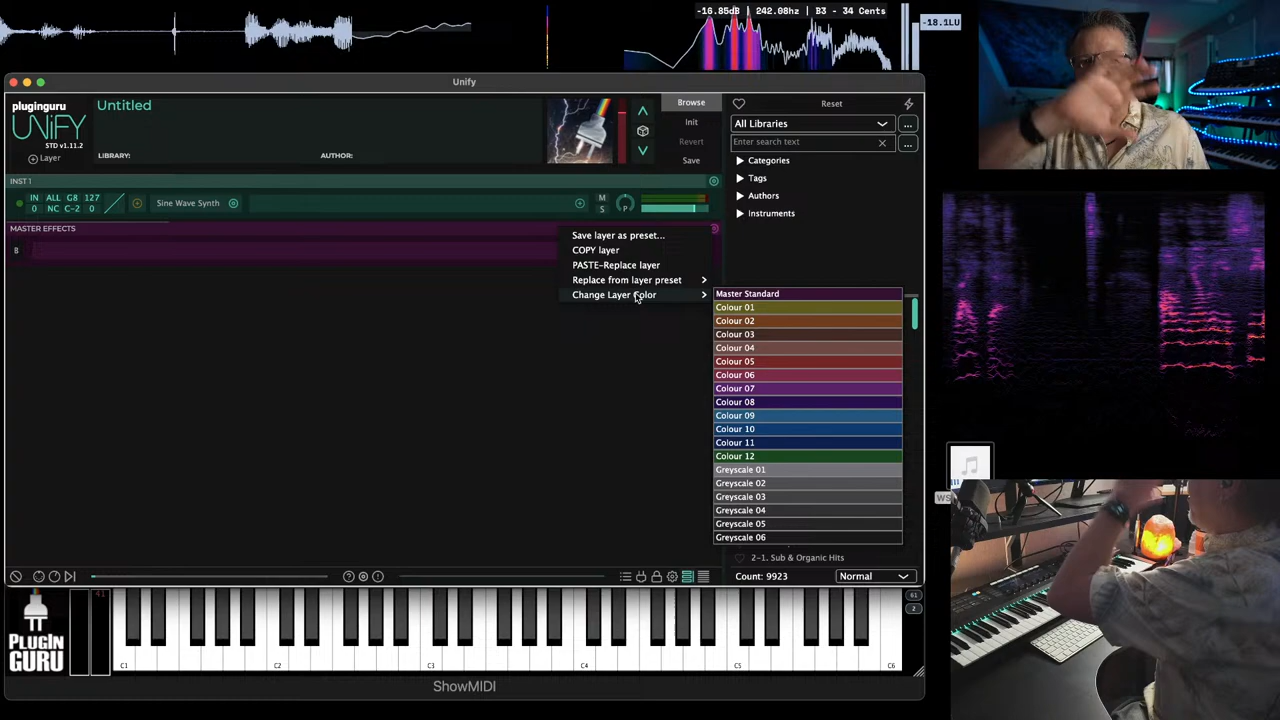 -16.85dB | 242.08hz | B3 - 34 Cents
-18.1LU
Unify
pluginguru
UNiFY
STD v1.11.2
Layer
Untitled
LIBRARY:
AUTHOR:
Browse
Init
Revert
Save
Reset
All Libraries
...
Enter search text
...
Categories
Tags
Authors
Instruments
INST 1
IN ALL G8 127
0 NC C-2 0
Sine Wave Synth
M
S
P
MASTER EFFECTS
B
Save layer as preset...
COPY layer
PASTE-Replace layer
Replace from layer preset
Change Layer Color
Master Standard
Colour 01
Colour 02
Colour 03
Colour 04
Colour 05
Colour 06
Colour 07
Colour 08
Colour 09
Colour 10
Colour 11
Colour 12
Greyscale 01
Greyscale 02
Greyscale 03
Greyscale 04
Greyscale 05
Greyscale 06
2-1. Sub & Organic Hits
Count: 9923
Normal
41
61
2
PLUGIN
GURU
C1
C2
C3
C4
C5
C6
ShowMIDI
WS